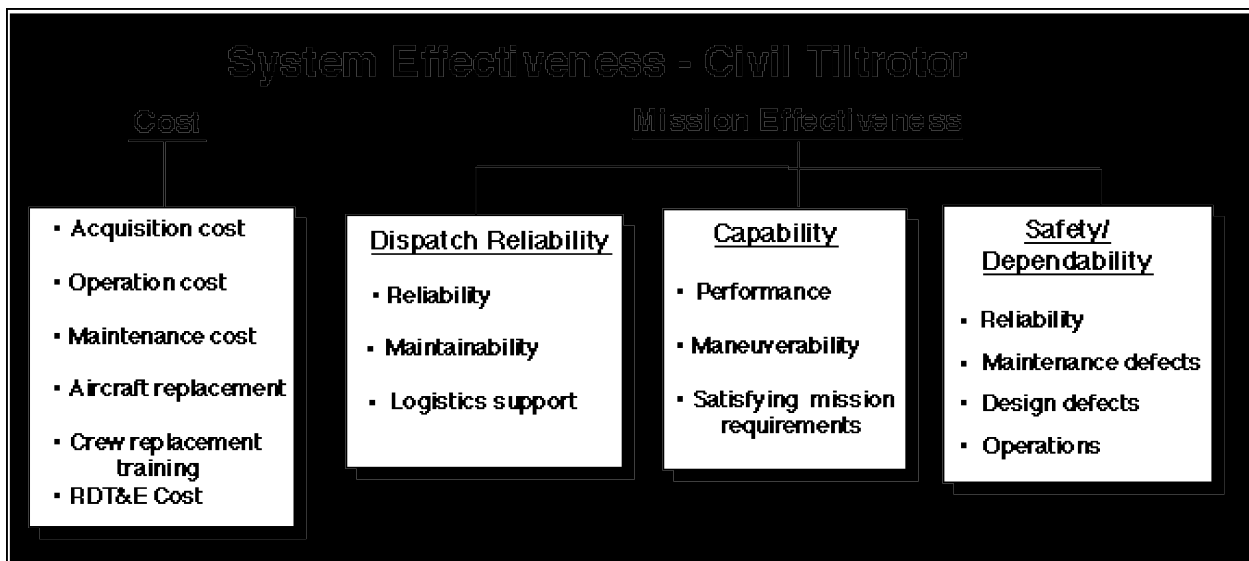 System Effectiveness - Civil Tiltrotor
Cost
Mission Effectiveness
▪ Acquisition cost
▪ Operation cost
▪ Maintenance cost
▪ Aircraft replacement
▪ Crew replacement
training
▪ RDT&E Cost
Dispatch Reliability
▪ Reliability
▪ Maintainability
▪ Logistics support
Capability
▪ Performance
▪ Maneuverability
▪ Satisfying mission
requirements
Safety/
Dependability
▪ Reliability
▪ Maintenance defects
▪ Design defects
▪ Operations